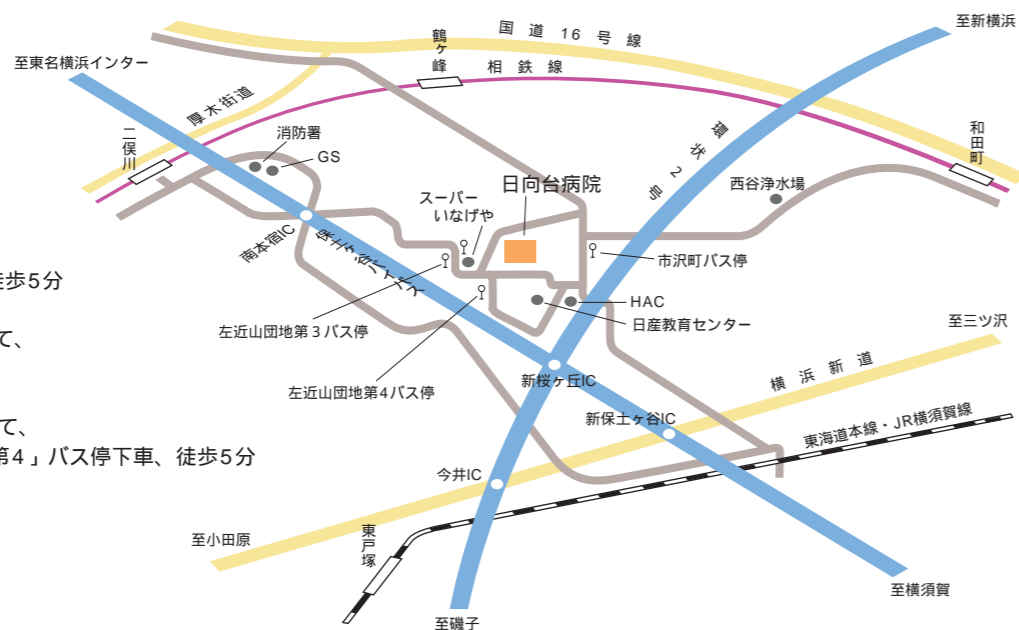 国道16号線
至新横浜
鶴ヶ峰
相鉄線
至東名横浜インター
厚木街道
二俣川
消防署
GS
環状2号
和田町
西谷浄水場
日向台病院
スーパー
いなげや
南本宿IC
保土ヶ谷バイパス
市沢町バス停
HAC
日産教育センター
左近山団地第3バス停
左近山団地第4バス停
徒歩5分
て、
て、
第4」バス停下車、徒歩5分
至三ツ沢
横浜新道
新桜ヶ丘IC
新保土ヶ谷IC
東海道本線・JR横須賀線
今井IC
至小田原
東戸塚
至横須賀
至磯子